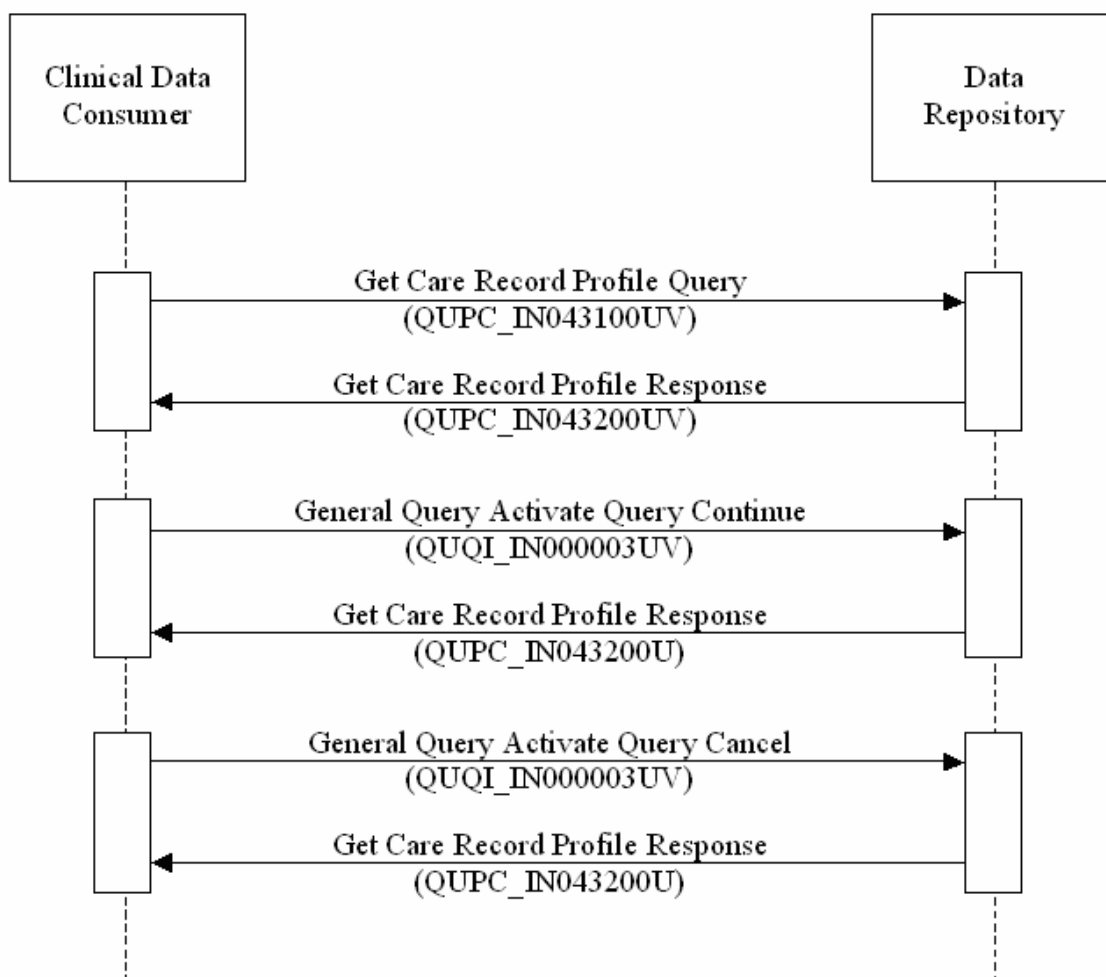 Clinical Data
Consumer
Data
Repository
Get Care Record Profile Query
(QUPC_IN043100UV)
Get Care Record Profile Response
(QUPC_IN043200UV)
General Query Activate Query Continue
(QUQI_IN000003UV)
Get Care Record Profile Response
(QUPC_IN043200U)
General Query Activate Query Cancel
(QUQI_IN000003UV)
Get Care Record Profile Response
(QUPC_IN043200U)